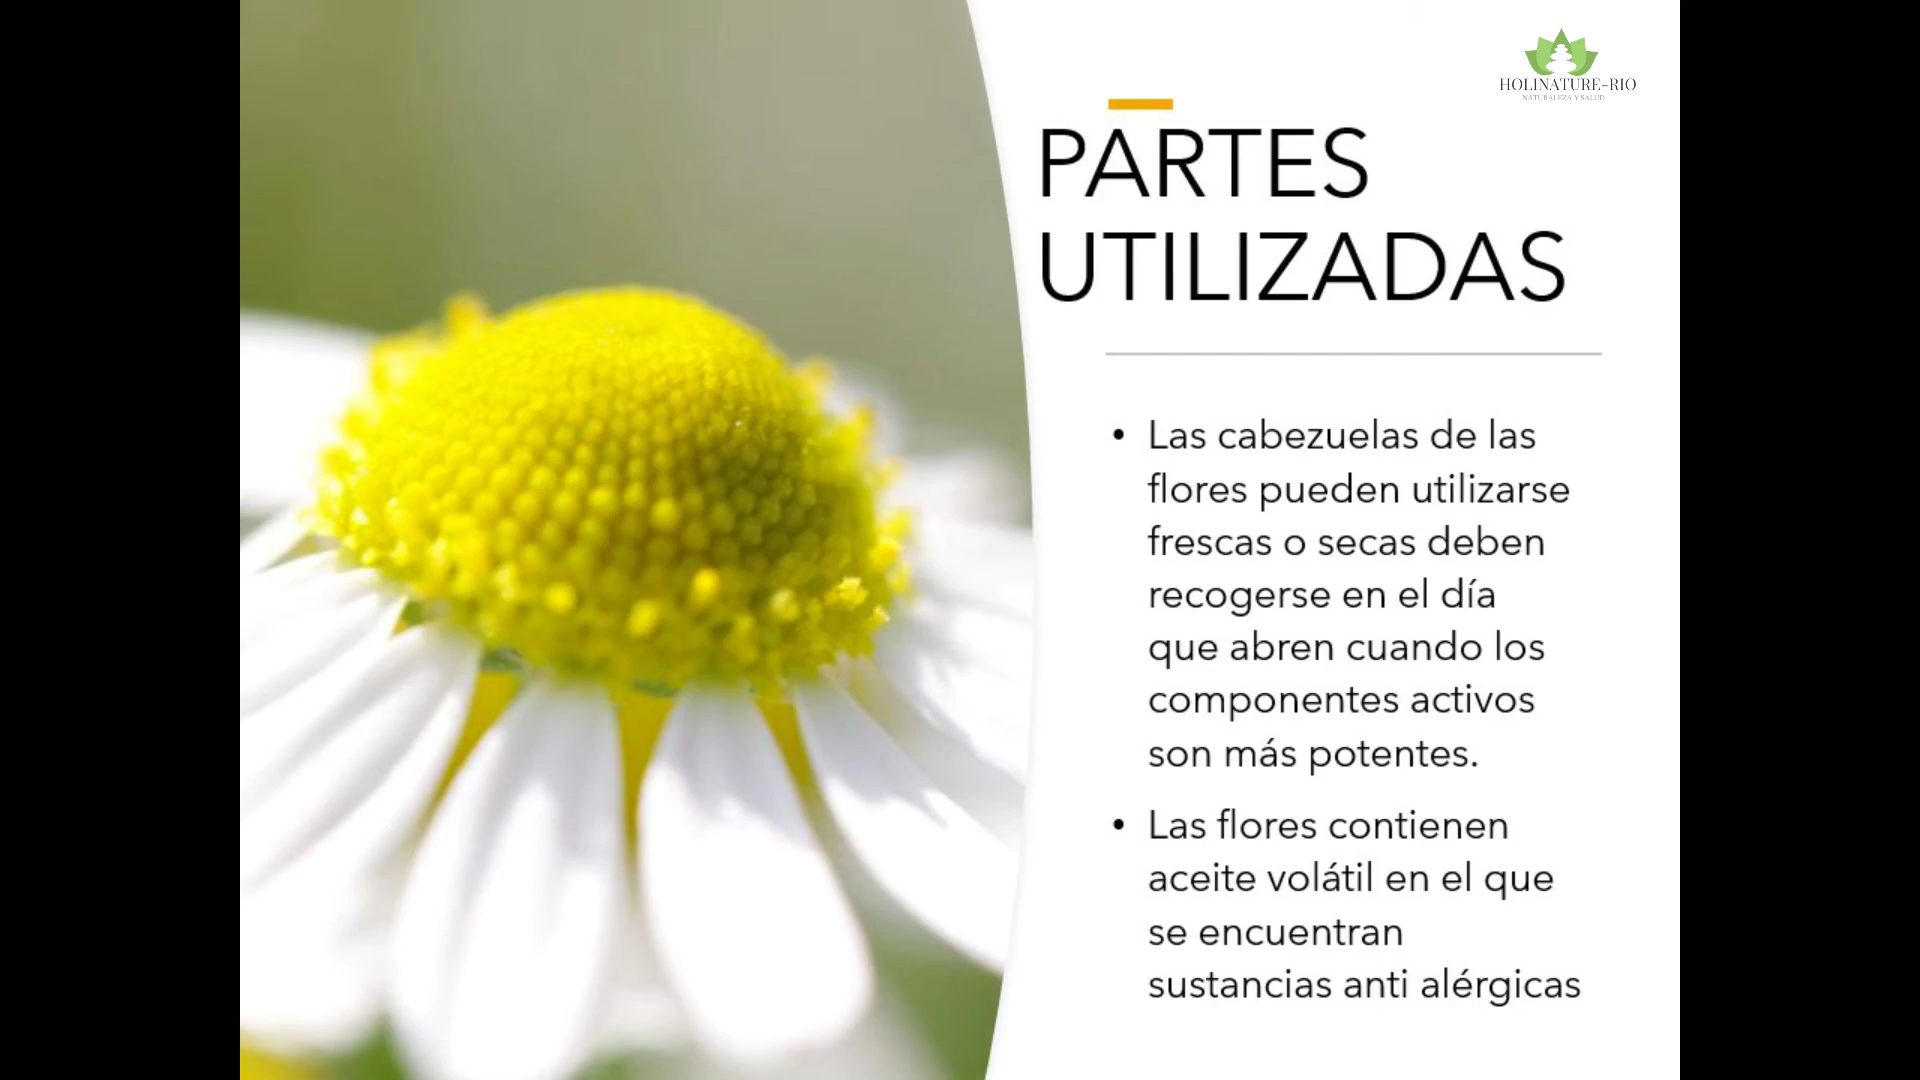 HOLINATURE-RIO
NATURALEZA Y SALUD
PARTES
UTILIZADAS
• Las cabezuelas de las
flores pueden utilizarse
frescas o secas deben
recogerse en el día
que abren cuando los
componentes activos
son más potentes.
• Las flores contienen
aceite volátil en el que
se encuentran
sustancias anti alérgicas